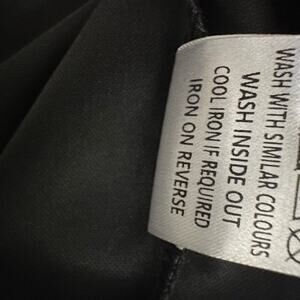 WASH WITH SIMILAR COLOURS
WASH INSIDE OUT
COOL IRON IF REQUIRED
IRON ON REVERSE